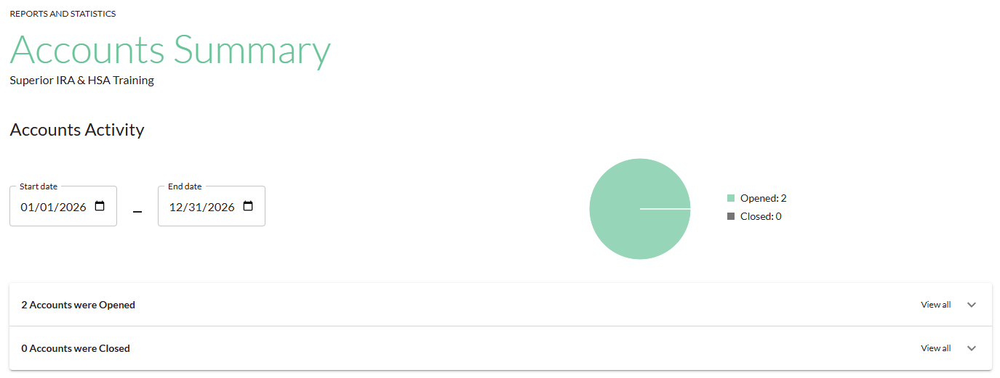 REPORTS AND STATISTICS
Accounts Summary
Superior IRA & HSA Training
Accounts Activity
Start date
01/01/2026
–
End date
12/31/2026
Opened: 2
Closed: 0
2 Accounts were Opened
View all
0 Accounts were Closed
View all